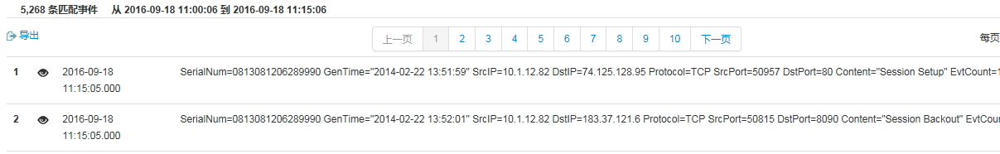 5,268 条匹配事件 从 2016-09-18 11:00:06 到 2016-09-18 11:15:06
导出 上一页 1 2 3 4 5 6 7 8 9 10 下一页 每页
1 2016-09-18 SerialNum=0813081206289990 GenTime="2014-02-22 13:51:59" SrcIP=10.1.12.82 DstIP=74.125.128.95 Protocol=TCP SrcPort=50957 DstPort=80 Content="Session Setup" EvtCount=1
11:15:05.000
2 2016-09-18 SerialNum=0813081206289990 GenTime="2014-02-22 13:52:01" SrcIP=10.1.12.82 DstIP=183.37.121.6 Protocol=TCP SrcPort=50815 DstPort=8090 Content="Session Backout" EvtCou
11:15:05.000